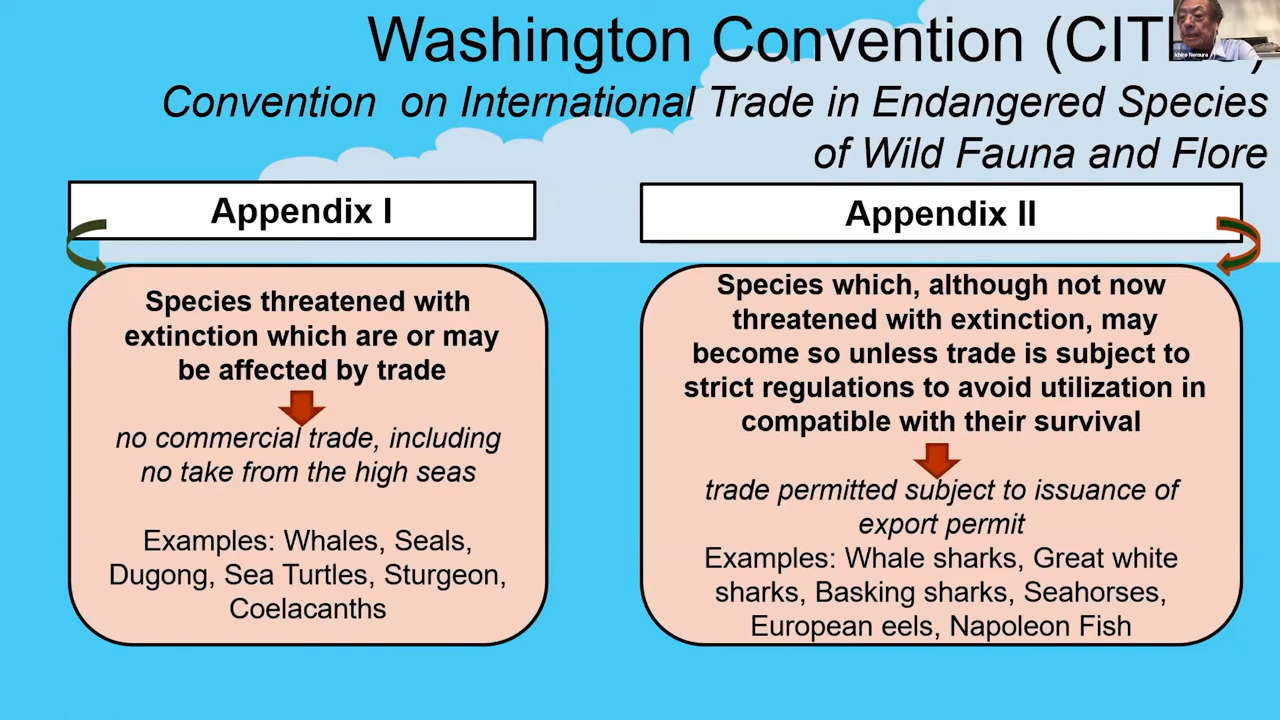 Washington Convention (CIT
Convention on International Trade in Endangered Species
of Wild Fauna and Flore
Ichiro Nomura
Appendix I
Species threatened with
extinction which are or may
be affected by trade
no commercial trade, including
no take from the high seas
Examples: Whales, Seals,
Dugong, Sea Turtles, Sturgeon,
Coelacanths
Appendix II
Species which, although not now
threatened with extinction, may
become so unless trade is subject to
strict regulations to avoid utilization in
compatible with their survival
trade permitted subject to issuance of
export permit
Examples: Whale sharks, Great white
sharks, Basking sharks, Seahorses,
European eels, Napoleon Fish